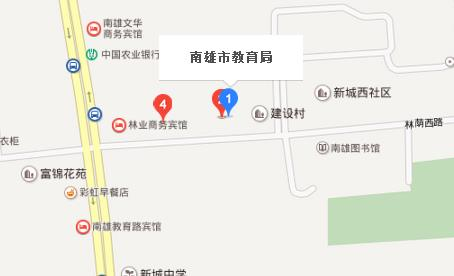 南雄文华
商务宾馆
中国农业银行
南雄市教育局
4
1
新城西社区
建设村
林业商务宾馆
林荫西路
衣柜
南雄图书馆
富锦花苑
彩虹早餐店
南雄教育路宾馆
新城中学